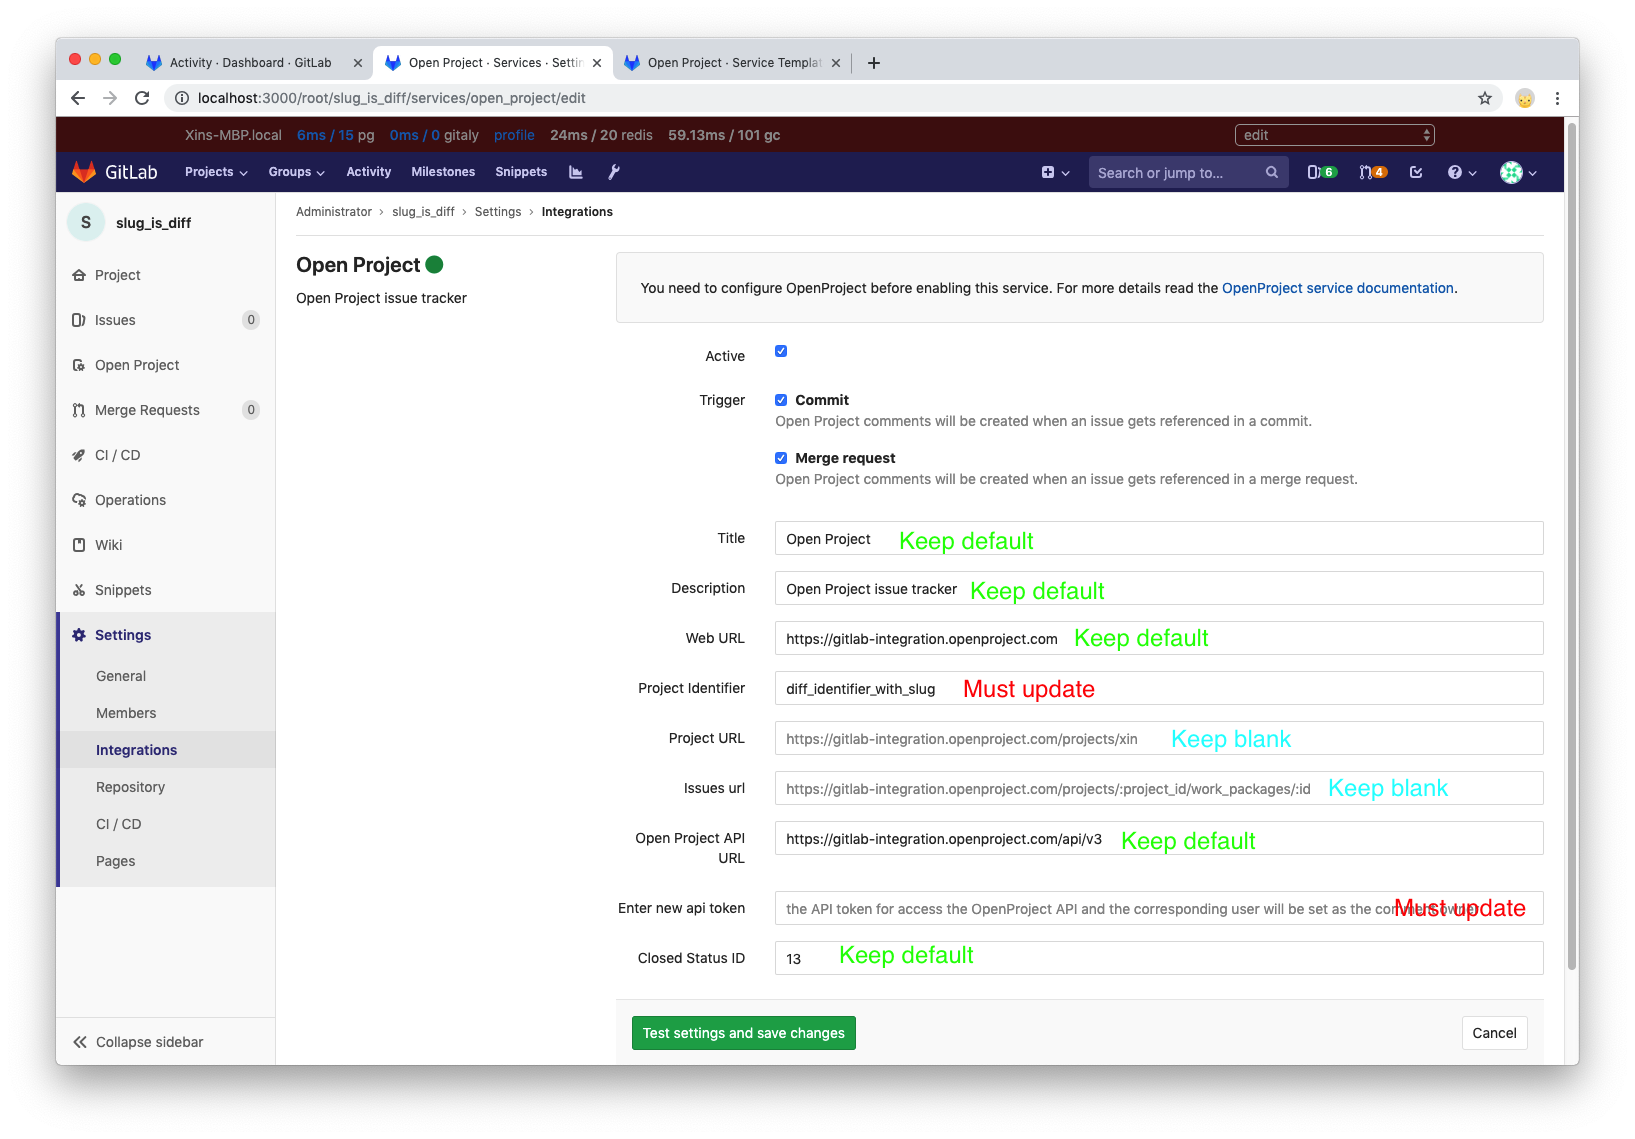 Activity · Dashboard · GitLab
Open Project · Services · Settin
Open Project · Service Templat
localhost:3000/root/slug_is_diff/services/open_project/edit
Xins-MBP.local 6ms / 15 pg 0ms / 0 gitaly profile 24ms / 20 redis 59.13ms / 101 gc edit
GitLab Projects Groups Activity Milestones Snippets Search or jump to... 6 4
S slug_is_diff
Administrator › slug_is_diff › Settings › Integrations
Project
Issues 0
Open Project
Merge Requests 0
CI / CD
Operations
Wiki
Snippets
Settings
General
Members
Integrations
Repository
CI / CD
Pages
Collapse sidebar
Open Project
Open Project issue tracker
You need to configure OpenProject before enabling this service. For more details read the OpenProject service documentation.
Active
Trigger Commit
Open Project comments will be created when an issue gets referenced in a commit.
Merge request
Open Project comments will be created when an issue gets referenced in a merge request.
Title Open Project Keep default
Description Open Project issue tracker Keep default
Web URL https://gitlab-integration.openproject.com Keep default
Project Identifier diff_identifier_with_slug Must update
Project URL https://gitlab-integration.openproject.com/projects/xin Keep blank
Issues url https://gitlab-integration.openproject.com/projects/:project_id/work_packages/:id Keep blank
Open Project API
URL
https://gitlab-integration.openproject.com/api/v3 Keep default
Enter new api token the API token for access the OpenProject API and the corresponding user will be set as the comment owner Must update
Closed Status ID 13 Keep default
Test settings and save changes Cancel